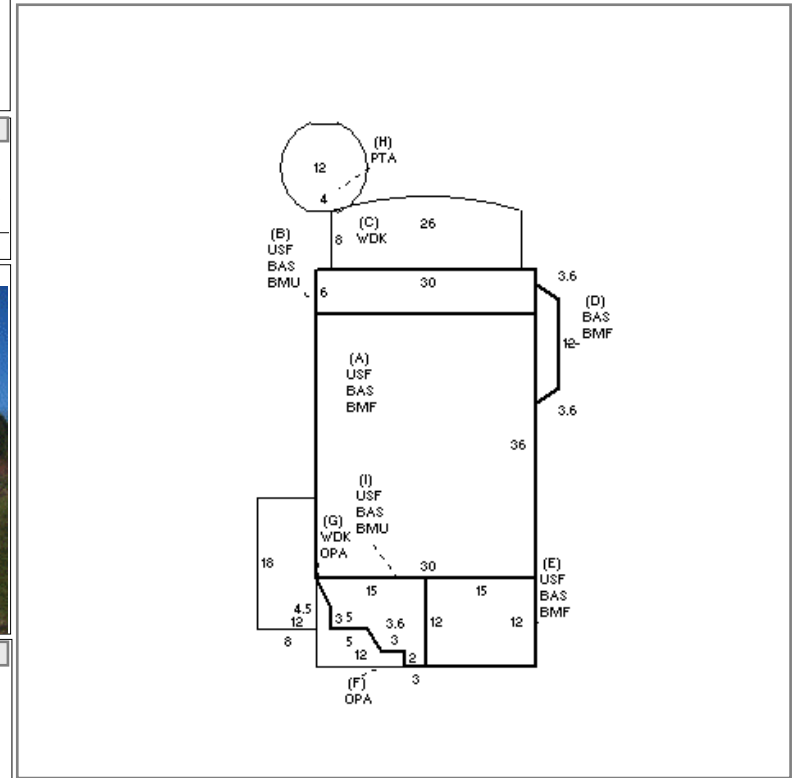 (H)
PTA
12
4
(C)
WDK
26
8
(B)
USF
BAS
BMU
6
30
3.6
(D)
BAS
BMF
12
3.6
(A)
USF
BAS
BMF
36
(I)
USF
BAS
BMU
(G)
WDK
OPA
18
30
(E)
USF
BAS
BMF
15
15
4.5
12
3.5
3.6
12
12
8
5
3
12
2
3
(F)
OPA